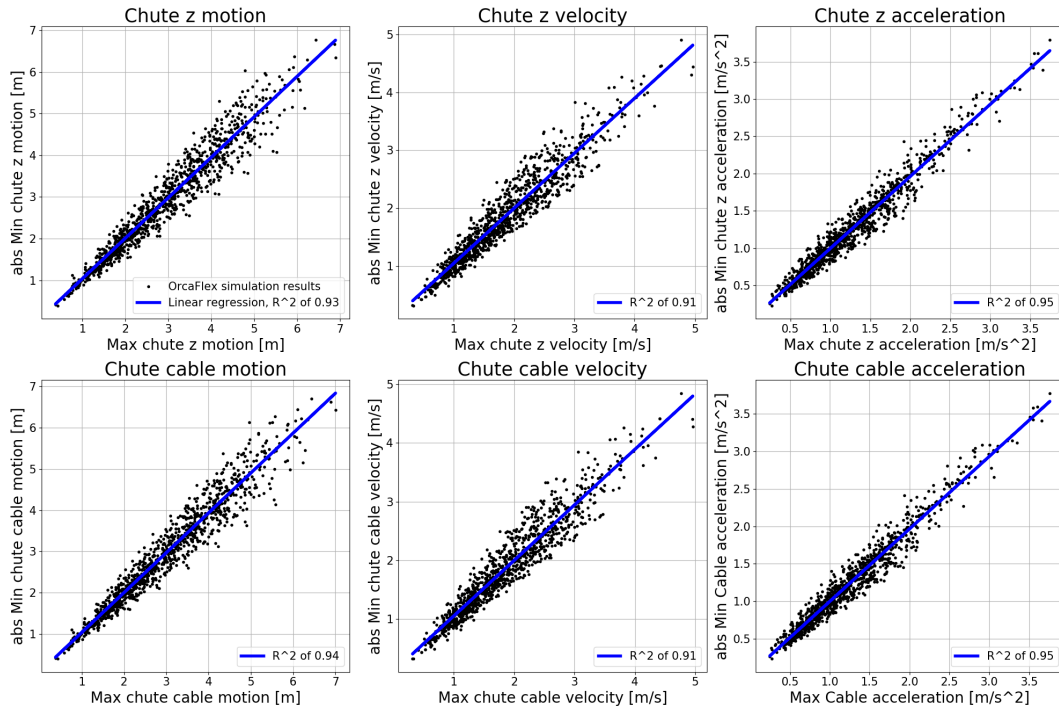 Chute z motion
abs Min chute z motion [m]
7
6
5
4
3
2
1
OrcaFlex simulation results
Linear regression, R^2 of 0.93
1 2 3 4 5 6 7
Max chute z motion [m]
Chute z velocity
abs Min chute z velocity [m/s]
5
4
3
2
1
R^2 of 0.91
1 2 3 4 5
Max chute z velocity [m/s]
Chute z acceleration
abs Min chute z acceleration [m/s^2]
3.5
3.0
2.5
2.0
1.5
1.0
0.5
R^2 of 0.95
0.5 1.0 1.5 2.0 2.5 3.0 3.5
Max chute z acceleration [m/s^2]
Chute cable motion
abs Min chute cable motion [m]
7
6
5
4
3
2
1
R^2 of 0.94
1 2 3 4 5 6 7
Max chute cable motion [m]
Chute cable velocity
abs Min chute cable velocity [m/s]
5
4
3
2
1
R^2 of 0.91
1 2 3 4 5
Max chute cable velocity [m/s]
Chute cable acceleration
abs Min Cable acceleration [m/s^2]
3.5
3.0
2.5
2.0
1.5
1.0
0.5
R^2 of 0.95
0.5 1.0 1.5 2.0 2.5 3.0 3.5
Max Cable acceleration [m/s^2]